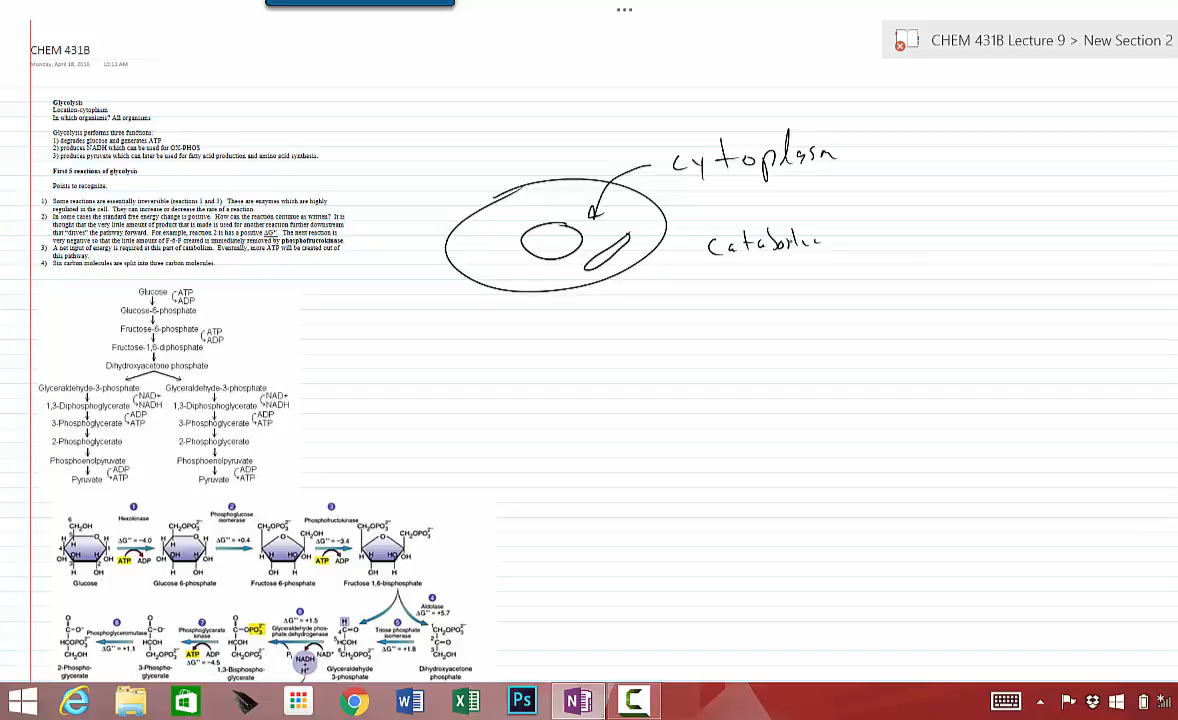 CHEM 431B Lecture 9 > New Section 2
CHEM 431B
Monday, April 18, 2016 10:13 AM
Glycolysis
Location-cytoplasm
In which organisms? All organisms
Glycolysis performs three functions:
1) degrades glucose and generates ATP
2) produces NADH which can be used for OX-PHOS
3) produces pyruvate which can later be used for fatty acid production and amino acid synthesis.
First 5 reactions of glycolysis
Points to recognize:
1) Some reactions are essentially irreversible (reactions 1 and 3). These are enzymes which are highly
regulated in the cell. They can increase or decrease the rate of a reaction.
2) In some cases the standard free energy change is positive. How can the reaction continue as written? It is
thought that the very little amount of product that is made is used for another reaction further downstream
that "drives" the pathway forward. For example, reaction 2 is has a positive ΔG°'. The next reaction is
very negative so that the little amount of F-6-P created is immediately removed by phosphofructokinase.
3) A net input of energy is required at this part of catabolism. Eventually, more ATP will be created out of
this pathway.
4) Six carbon molecules are split into three carbon molecules.
cytoplasm
catabolic
Glucose ATP
ADP
Glucose-6-phosphate
Fructose-6-phosphate ATP
ADP
Fructose-1,6-diphosphate
Dihydroxyacetone phosphate
Glyceraldehyde-3-phosphate Glyceraldehyde-3-phosphate
NAD+ NAD+
1,3-Diphosphoglycerate NADH 1,3-Diphosphoglycerate NADH
ADP ADP
3-Phosphoglycerate ATP 3-Phosphoglycerate ATP
2-Phosphoglycerate 2-Phosphoglycerate
Phosphoenolpyruvate Phosphoenolpyruvate
ADP ADP
Pyruvate ATP Pyruvate ATP
1 2 3
Hexokinase Phosphoglucose isomerase Phosphofructokinase
6 CH₂OH CH₂OPO₃²⁻ CH₂OPO₃²⁻ CH₂OH CH₂OPO₃²⁻ CH₂OPO₃²⁻
ΔG°' = -4.0 ΔG°' = +0.4 ΔG°' = -3.4
ATP ADP ATP ADP
Glucose Glucose 6-phosphate Fructose 6-phosphate Fructose 1,6-bisphosphate
4
Aldolase
ΔG°' = +5.7
8 7 6 5
Phosphoglyceromutase Phosphoglycerate kinase Glyceraldehyde phosphate dehydrogenase Triose phosphate isomerase
ΔG°' = +1.1 ΔG°' = -4.5 ΔG°' = +1.5 ΔG°' = +1.8
ATP ADP Pᵢ NAD⁺
NADH + H⁺
2-Phosphoglycerate 3-Phosphoglycerate 1,3-Bisphosphoglycerate Glyceraldehyde 3-phosphate Dihydroxyacetone phosphate